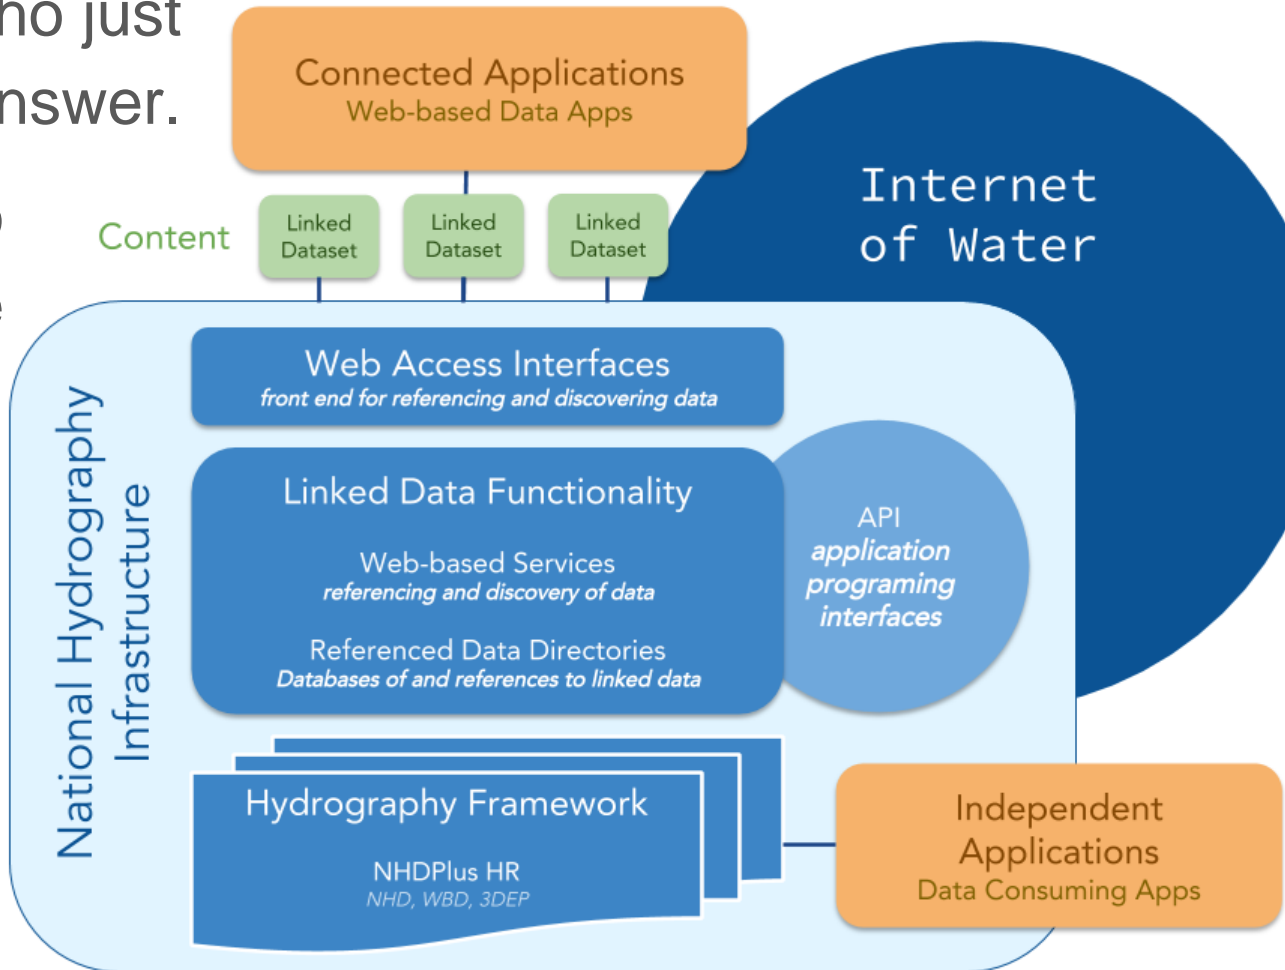 ho just
nswer.
Connected Applications
Web-based Data Apps
Internet
of Water
Content
Linked
Dataset
Linked
Dataset
Linked
Dataset
National Hydrography
Infrastructure
Web Access Interfaces
front end for referencing and discovering data
Linked Data Functionality
Web-based Services
referencing and discovery of data
Referenced Data Directories
Databases of and references to linked data
API
application
programing
interfaces
Hydrography Framework
NHDPlus HR
NHD, WBD, 3DEP
Independent
Applications
Data Consuming Apps